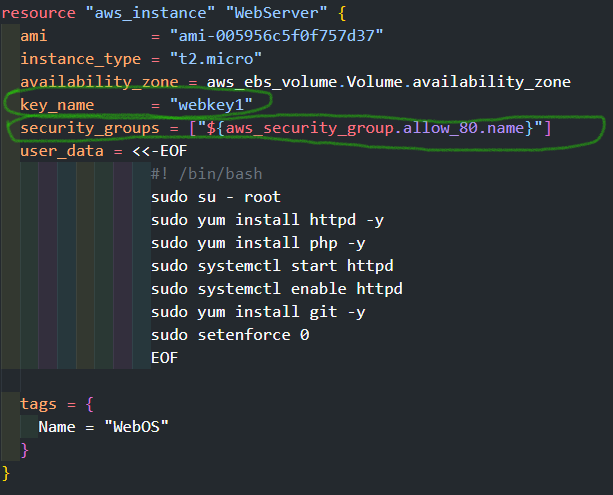 resource "aws_instance" "WebServer" {
  ami           = "ami-005956c5f0f757d37"
  instance_type = "t2.micro"
  availability_zone = aws_ebs_volume.Volume.availability_zone
  key_name      = "webkey1"
  security_groups = ["${aws_security_group.allow_80.name}"]
  user_data = <<-EOF
                #! /bin/bash
                sudo su - root
                sudo yum install httpd -y
                sudo yum install php -y
                sudo systemctl start httpd
                sudo systemctl enable httpd
                sudo yum install git -y
                sudo setenforce 0
                EOF

  tags = {
    Name = "WebOS"
  }
}